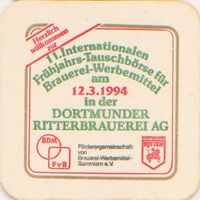 Herzlich
willkommen
zur
11. Internationalen
Frühjahrs-Tauschbörse für
Brauerei-Werbemittel
am
12.3.1994
in der
DORTMUNDER
RITTERBRAUEREI AG
BDM
FvB
Fördergemeinschaft
von
Brauerei-Werbemittel-
Sammlern e.V.
RITTER